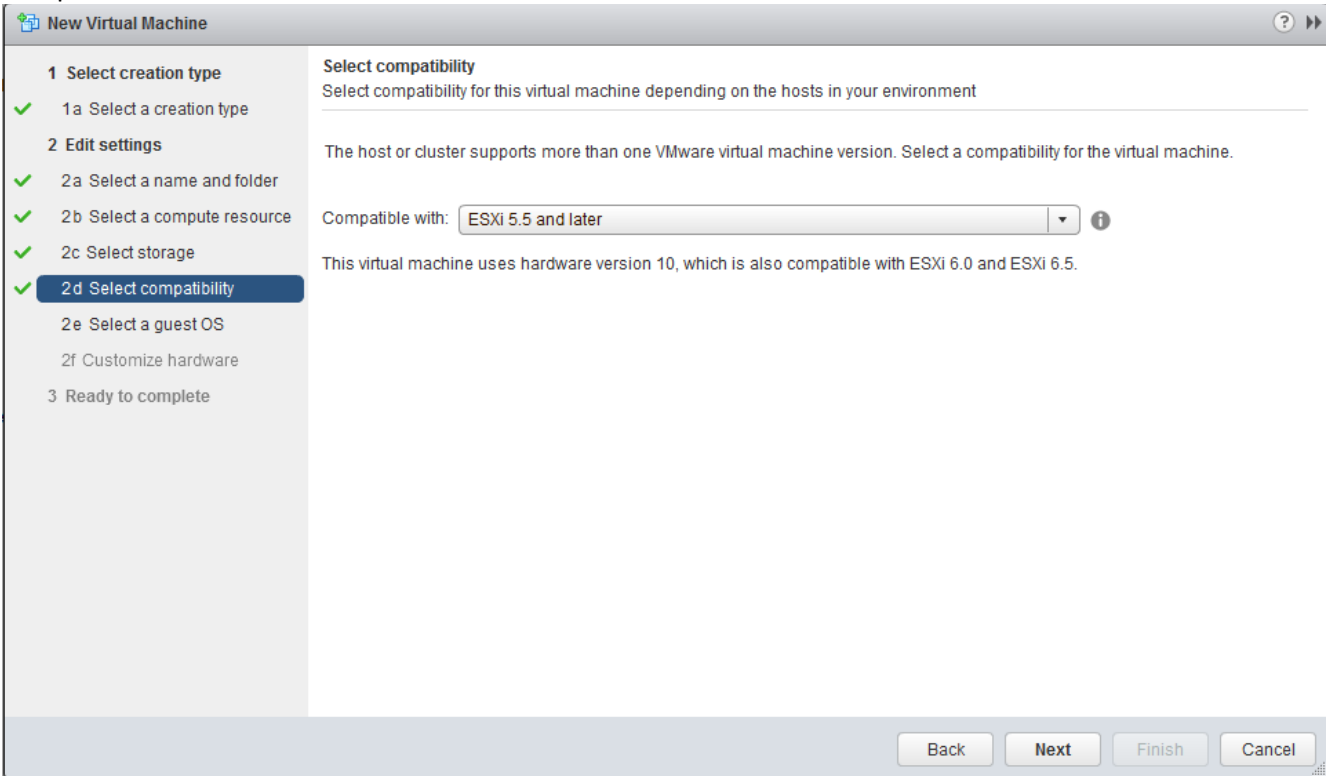 New Virtual Machine
1 Select creation type
1a Select a creation type
2 Edit settings
2a Select a name and folder
2b Select a compute resource
2c Select storage
2d Select compatibility
2e Select a guest OS
2f Customize hardware
3 Ready to complete
Select compatibility
Select compatibility for this virtual machine depending on the hosts in your environment
The host or cluster supports more than one VMware virtual machine version. Select a compatibility for the virtual machine.
Compatible with: ESXi 5.5 and later
This virtual machine uses hardware version 10, which is also compatible with ESXi 6.0 and ESXi 6.5.
Back Next Finish Cancel